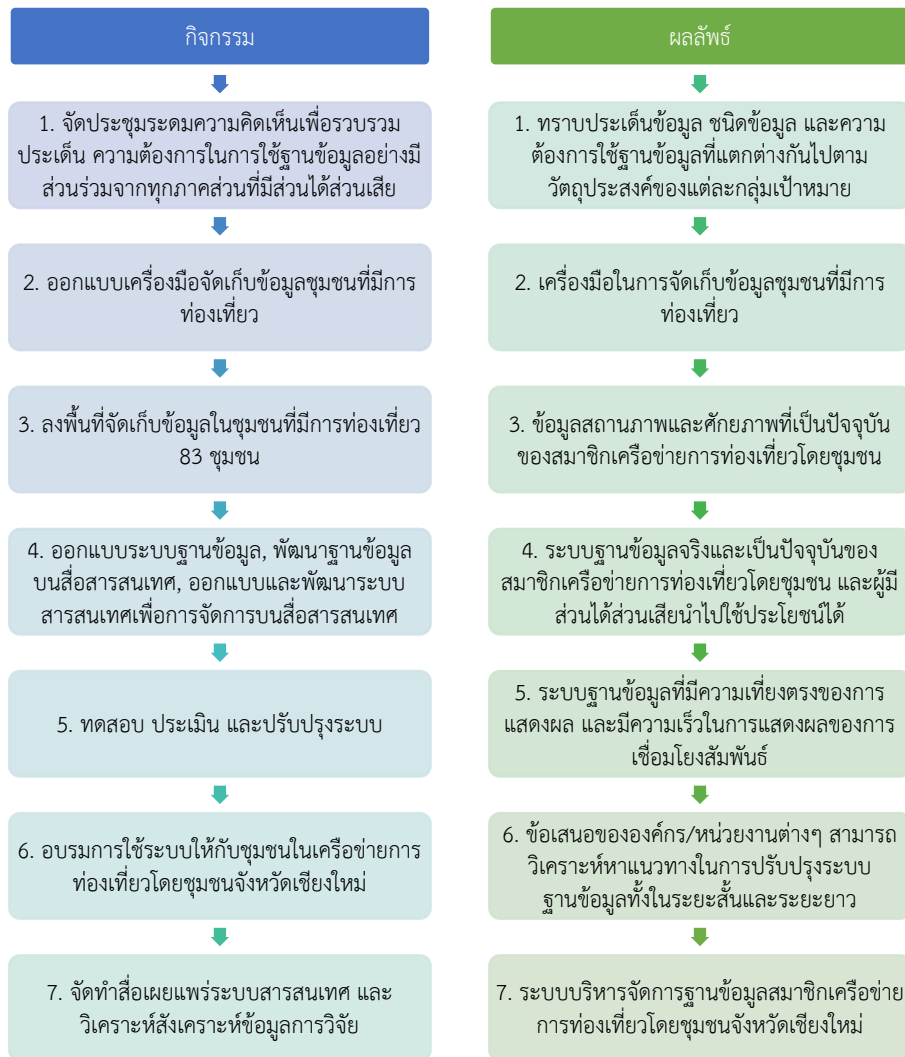 กิจกรรม
1. จัดประชุมระดมความคิดเห็นเพื่อรวบรวม
ประเด็น ความต้องการในการใช้ฐานข้อมูลอย่างมี
ส่วนร่วมจากทุกภาคส่วนที่มีส่วนได้ส่วนเสีย
2. ออกแบบเครื่องมือจัดเก็บข้อมูลชุมชนที่มีการ
ท่องเที่ยว
3. ลงพื้นที่จัดเก็บข้อมูลในชุมชนที่มีการท่องเที่ยว
83 ชุมชน
4. ออกแบบระบบฐานข้อมูล, พัฒนาฐานข้อมูล
บนสื่อสารสนเทศ, ออกแบบและพัฒนาระบบ
สารสนเทศเพื่อการจัดการบนสื่อสารสนเทศ
5. ทดสอบ ประเมิน และปรับปรุงระบบ
6. อบรมการใช้ระบบให้กับชุมชนในเครือข่ายการ
ท่องเที่ยวโดยชุมชนจังหวัดเชียงใหม่
7. จัดทำสื่อเผยแพร่ระบบสารสนเทศ และ
วิเคราะห์สังเคราะห์ข้อมูลการวิจัย
ผลลัพธ์
1. ทราบประเด็นข้อมูล ชนิดข้อมูล และความ
ต้องการใช้ฐานข้อมูลที่แตกต่างกันไปตาม
วัตถุประสงค์ของแต่ละกลุ่มเป้าหมาย
2. เครื่องมือในการจัดเก็บข้อมูลชุมชนที่มีการ
ท่องเที่ยว
3. ข้อมูลสถานภาพและศักยภาพที่เป็นปัจจุบัน
ของสมาชิกเครือข่ายการท่องเที่ยวโดยชุมชน
4. ระบบฐานข้อมูลจริงและเป็นปัจจุบันของ
สมาชิกเครือข่ายการท่องเที่ยวโดยชุมชน และผู้มี
ส่วนได้ส่วนเสียนำไปใช้ประโยชน์ได้
5. ระบบฐานข้อมูลที่มีความเที่ยงตรงของการ
แสดงผล และมีความเร็วในการแสดงผลของการ
เชื่อมโยงสัมพันธ์
6. ข้อเสนอขององค์กร/หน่วยงานต่างๆ สามารถ
วิเคราะห์หาแนวทางในการปรับปรุงระบบ
ฐานข้อมูลทั้งในระยะสั้นและระยะยาว
7. ระบบบริหารจัดการฐานข้อมูลสมาชิกเครือข่าย
การท่องเที่ยวโดยชุมชนจังหวัดเชียงใหม่